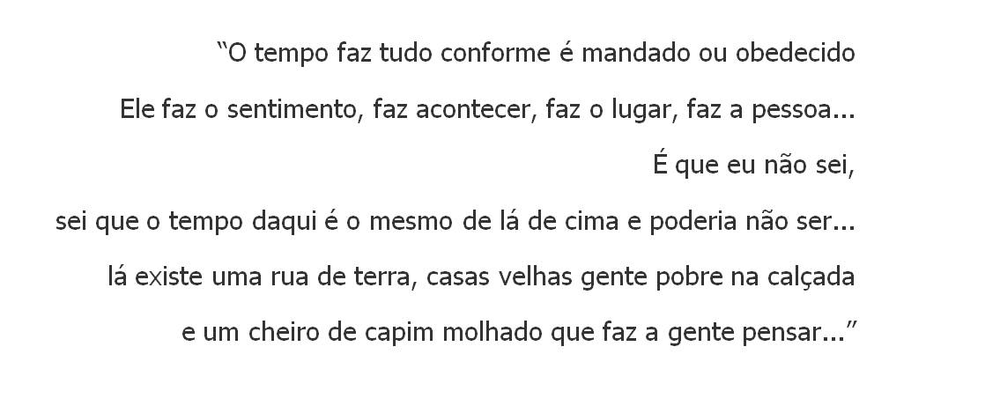 “O tempo faz tudo conforme é mandado ou obedecido
Ele faz o sentimento, faz acontecer, faz o lugar, faz a pessoa...
É que eu não sei,
sei que o tempo daqui é o mesmo de lá de cima e poderia não ser...
lá existe uma rua de terra, casas velhas gente pobre na calçada
e um cheiro de capim molhado que faz a gente pensar...”